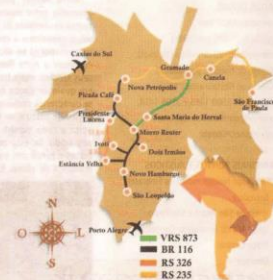 Caxias do Sul
Gramado
Canela
Nova Petrópolis
São Francisco
de Paula
Picada Café
Presidente
Lucena
Santa Maria do Herval
Morro Reuter
Ivoti
Dois Irmãos
Estância Velha
Novo Hamburgo
São Leopoldo
N
O
L
S
Porto Alegre
VRS 873
BR 116
RS 326
RS 235